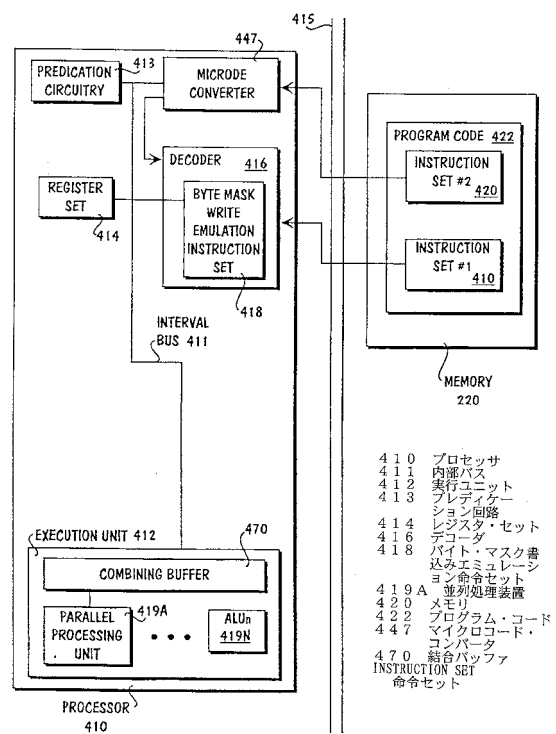 415
447
PREDICATION
CIRCUITRY
413
MICRODE
CONVERTER
PROGRAM CODE 422
DECODER 416
INSTRUCTION
SET #2
420
REGISTER
SET
414
BYTE MASK
WRITE
EMULATION
INSTRUCTION
SET
418
INSTRUCTION
SET #1
410
INTERVAL
BUS 411
MEMORY
220
410 プロセッサ
411 内部バス
412 実行ユニット
413 プレディケー
ション回路
414 レジスタ・セット
416 デコーダ
418 バイト・マスク書
込みエミュレーシ
ョン命令セット
419A 並列処理装置
420 メモリ
422 プログラム・コード
447 マイクロコード・
コンバータ
470 結合バッファ
INSTRUCTION SET
命令セット
EXECUTION UNIT 412
470
COMBINING BUFFER
419A
PARALLEL
PROCESSING
UNIT
ALUn
419N
PROCESSOR
410